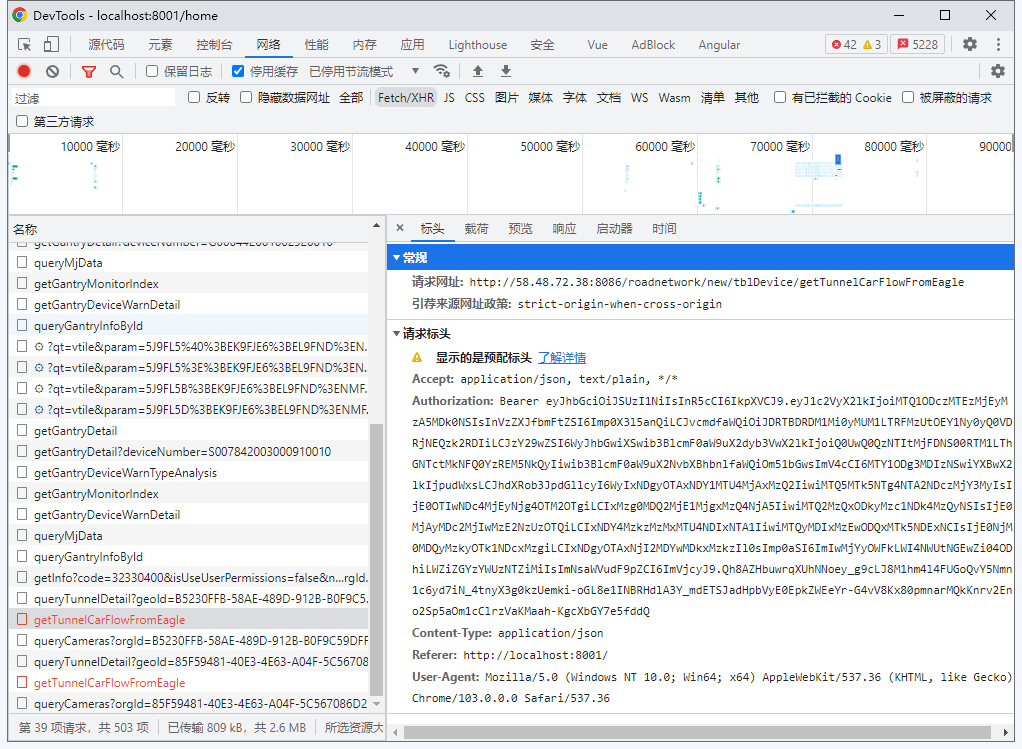 DevTools - localhost:8001/home
源代码 元素 控制台 网络 性能 内存 应用 Lighthouse 安全 Vue AdBlock Angular 42 3 5228
保留日志 停用缓存 已停用节流模式
过滤 反转 隐藏数据网址 全部 Fetch/XHR JS CSS 图片 媒体 字体 文档 WS Wasm 清单 其他 有已拦截的 Cookie 被屏蔽的请求
第三方请求
10000 毫秒 20000 毫秒 30000 毫秒 40000 毫秒 50000 毫秒 60000 毫秒 70000 毫秒 80000 毫秒 90000
名称
queryMjData
getGantryMonitorIndex
getGantryDeviceWarnDetail
queryGantryInfoById
?qt=vtile&param=5J9FL5%40%3BEK9FJE6%3BEL9FND%3EN.
?qt=vtile&param=5J9FL5%3E%3BEK9FJE6%3BEL9FND%3EN.
?qt=vtile&param=5J9FL5B%3BEK9FJE6%3BEL9FND%3ENMF.
?qt=vtile&param=5J9FL5D%3BEK9FJE6%3BEL9FND%3ENMF.
getGantryDetail
getGantryDetail?deviceNumber=S007842003000910010
getGantryDeviceWarnTypeAnalysis
getGantryMonitorIndex
getGantryDeviceWarnDetail
queryMjData
queryGantryInfoById
getInfo?code=32330400&isUseUserPermissions=false&n...rgId.
queryTunnelDetail?geoId=B5230FFB-58AE-489D-912B-B0F9C5.
getTunnelCarFlowFromEagle
queryCameras?orgId=B5230FFB-58AE-489D-912B-B0F9C59DFF
queryTunnelDetail?geoId=85F59481-40E3-4E63-A04F-5C56708
getTunnelCarFlowFromEagle
queryCameras?orgId=85F59481-40E3-4E63-A04F-5C567086D2
第 39 项请求，共 503 项 已传输 809 kB，共 2.6 MB 所选资源大
× 标头 载荷 预览 响应 启动器 时间
常规
请求网址: http://58.48.72.38:8086/roadnetwork/new/tblDevice/getTunnelCarFlowFromEagle
引荐来源网址政策: strict-origin-when-cross-origin
请求标头
显示的是预配标头 了解详情
Accept: application/json, text/plain, */*
Authorization: Bearer
Content-Type: application/json
Referer: http://localhost:8001/
User-Agent: Mozilla/5.0 (Windows NT 10.0; Win64; x64) AppleWebKit/537.36 (KHTML, like Gecko)
Chrome/103.0.0.0 Safari/537.36